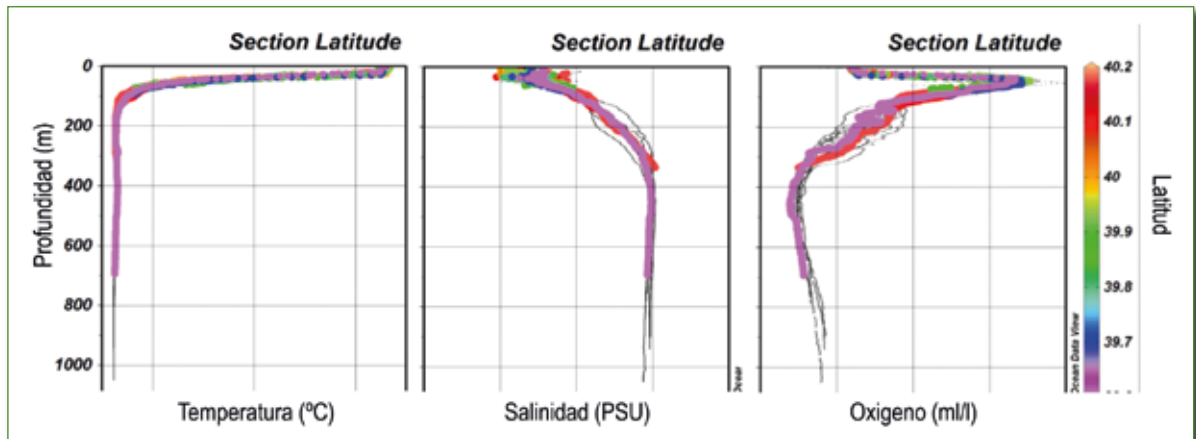 Section Latitude
Section Latitude
Section Latitude
Profundidad (m)
0
200
400
600
800
1000
Temperatura (ºC)
Salinidad (PSU)
Oxigeno (ml/l)
Ocean Data View
40.2
40.1
40
39.9
39.8
39.7
Latitud